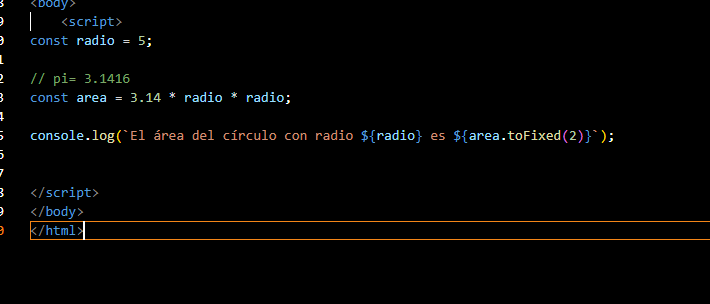 <body>
<script>
const radio = 5;
// pi= 3.1416
const area = 3.14 * radio * radio;
console.log(`El área del círculo con radio ${radio} es ${area.toFixed(2)}`);
</script>
</body>
</html>